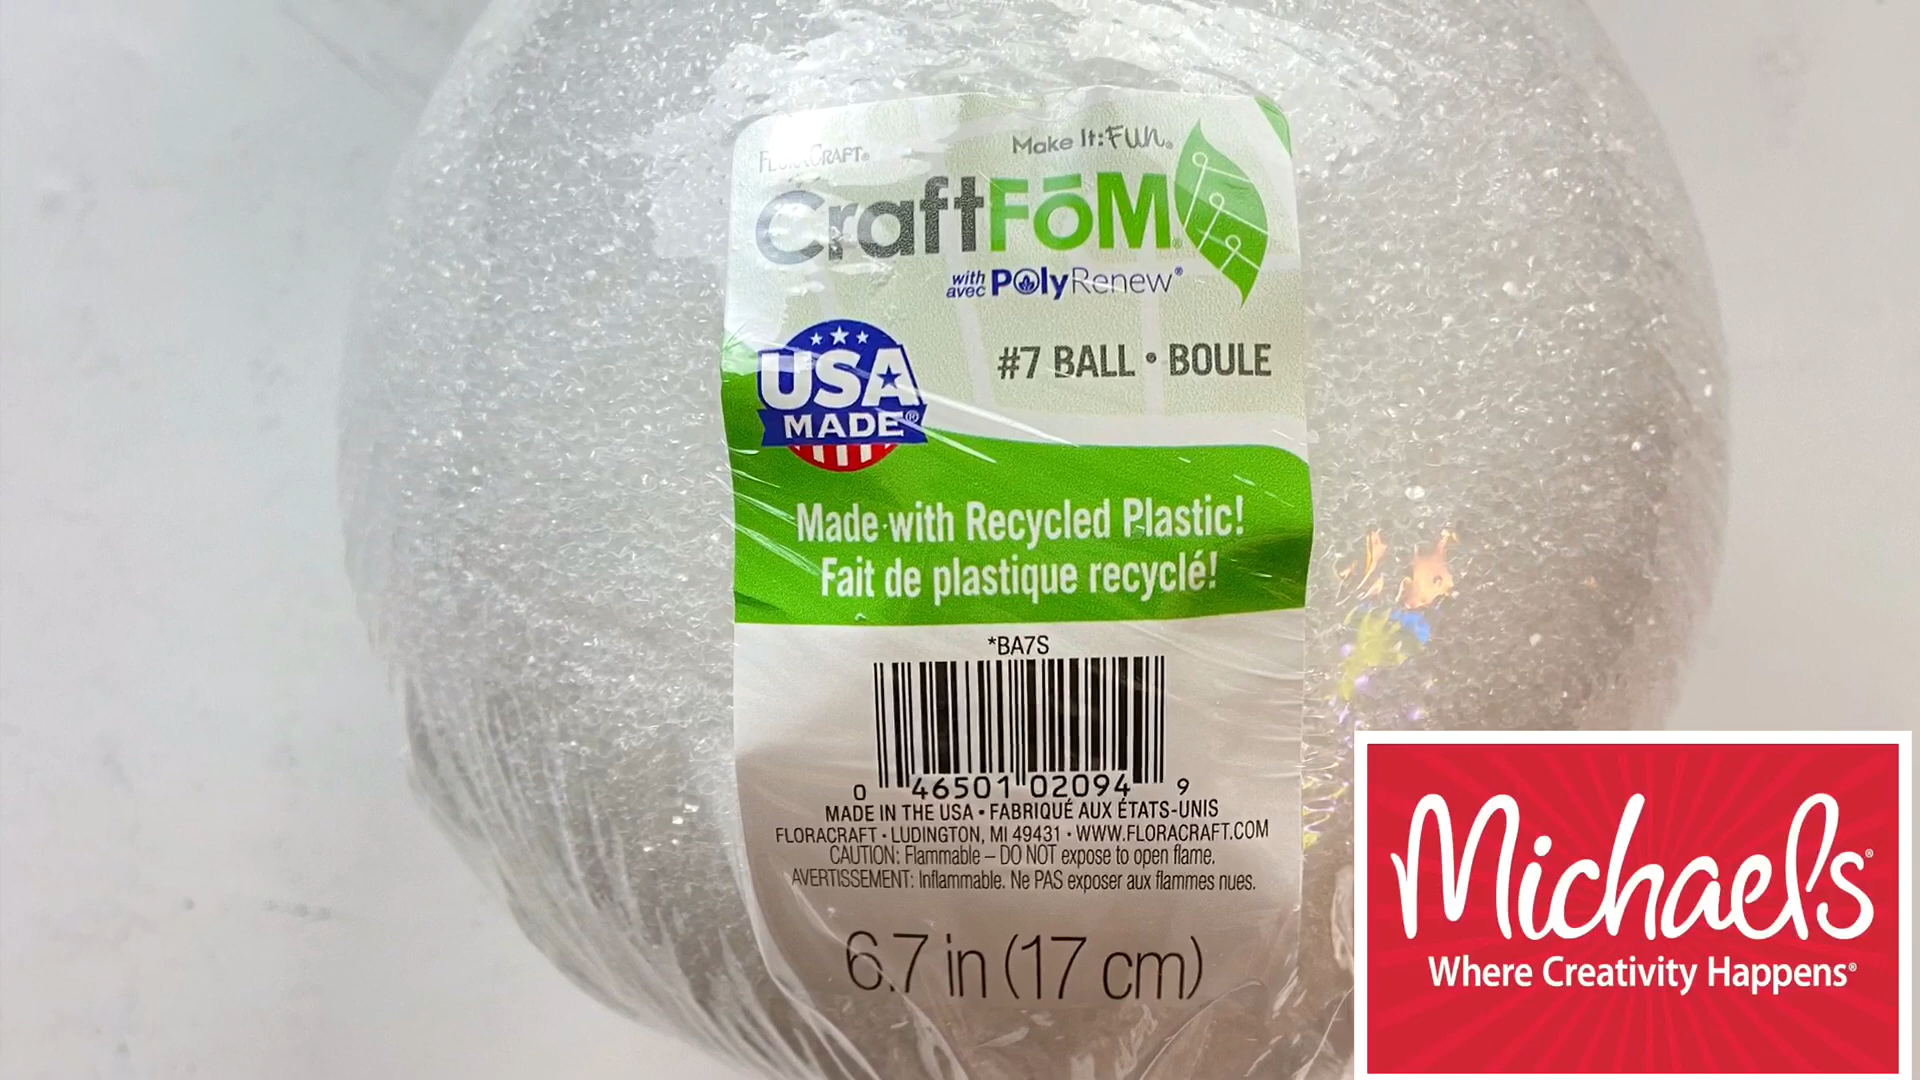 FLORACRAFT®
Make It: FUN®
CraftFōM®
with
avec
PolyRenew®
USA
MADE®
#7 BALL • BOULE
Made with Recycled Plastic!
Fait de plastique recyclé!
*BA7S
0 46501 02094 9
MADE IN THE USA • FABRIQUÉ AUX ÉTATS-UNIS
FLORACRAFT • LUDINGTON, MI 49431 • WWW.FLORACRAFT.COM
CAUTION: Flammable – DO NOT expose to open flame.
AVERTISSEMENT: Inflammable. Ne PAS exposer aux flammes nues.
6.7 in (17 cm)
Michaels®
Where Creativity Happens®